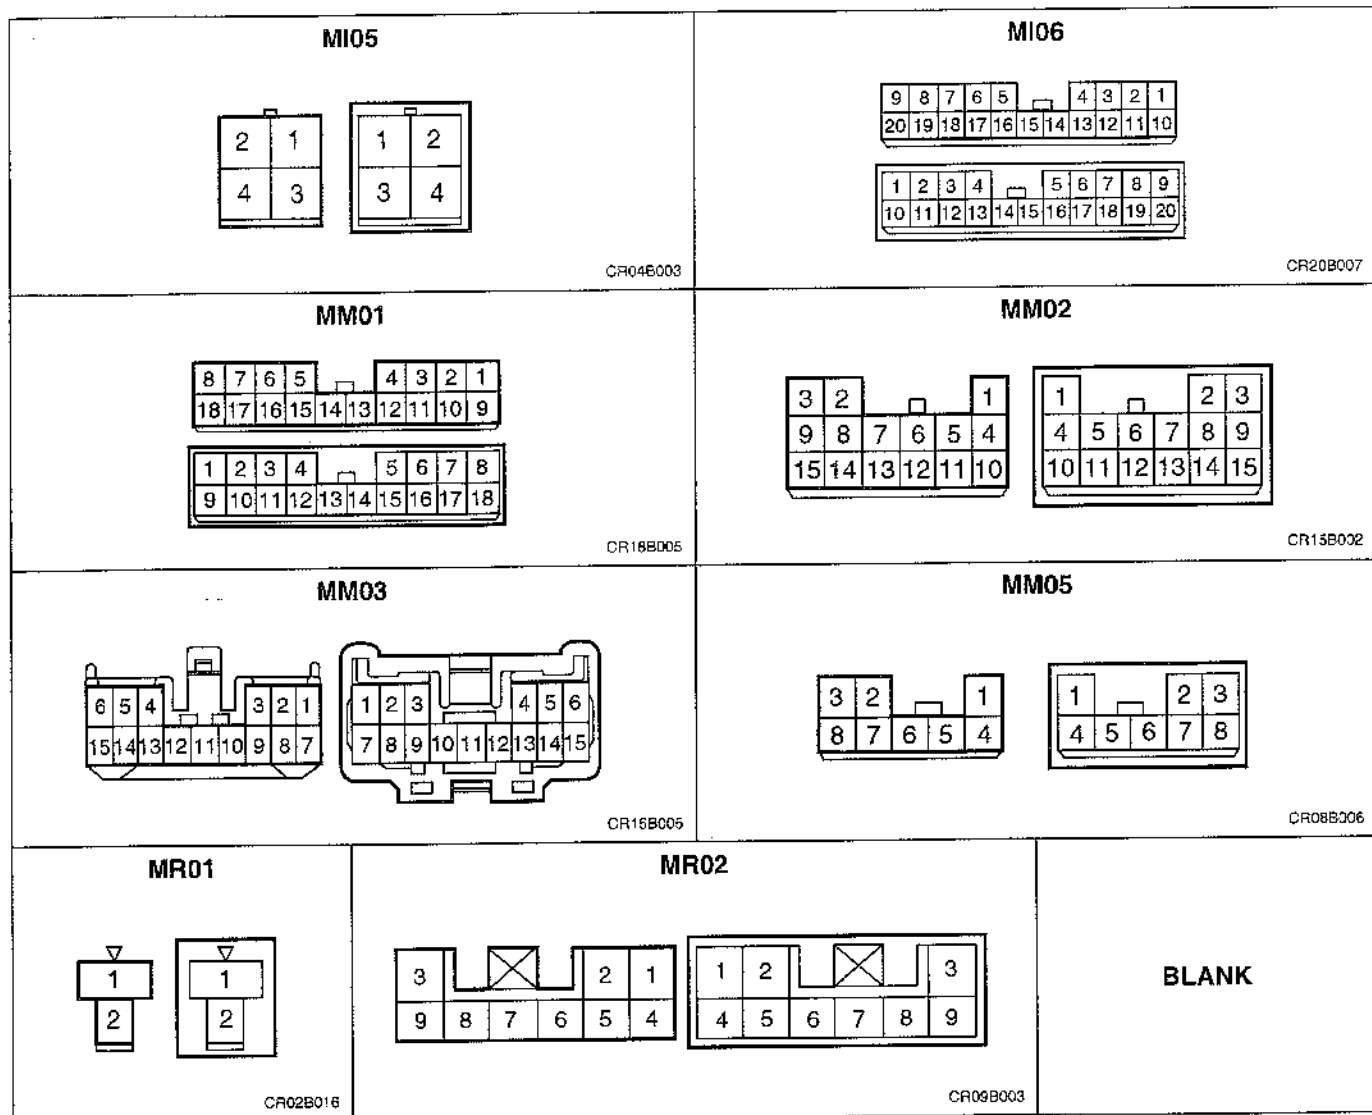 MI05
2 1
4 3
1 2
3 4
CR04B003
MI06
9 8 7 6 5 4 3 2 1
20 19 18 17 16 15 14 13 12 11 10
1 2 3 4 5 6 7 8 9
10 11 12 13 14 15 16 17 18 19 20
CR20B007
MM01
8 7 6 5 4 3 2 1
18 17 16 15 14 13 12 11 10 9
1 2 3 4 5 6 7 8
9 10 11 12 13 14 15 16 17 18
CR18B005
MM02
3 2 1
9 8 7 6 5 4
15 14 13 12 11 10
1 2 3
4 5 6 7 8 9
10 11 12 13 14 15
CR15B002
MM03
6 5 4 3 2 1
15 14 13 12 11 10 9 8 7
1 2 3 4 5 6
7 8 9 10 11 12 13 14 15
CR15B005
MM05
3 2 1
8 7 6 5 4
1 2 3
4 5 6 7 8
CR08B006
MR01
1
2
1
2
CR02B016
MR02
3 2 1
9 8 7 6 5 4
1 2 3
4 5 6 7 8 9
CR09B003
BLANK